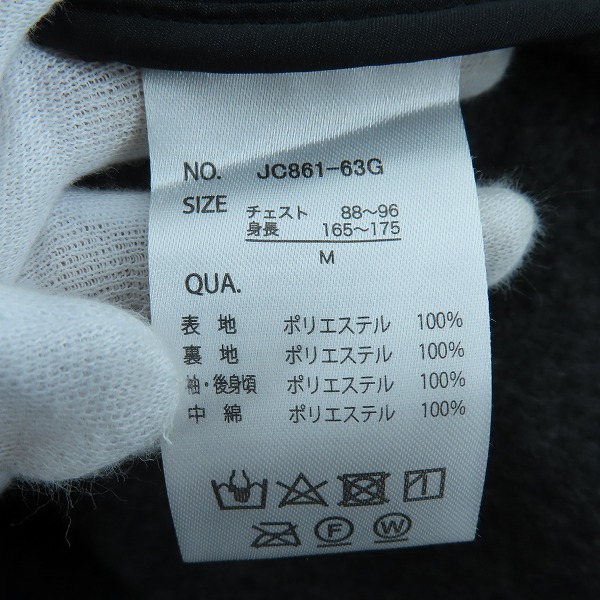 NO. JC861-63G
SIZE チェスト 88～96
身長 165～175
M
QUA.
表地 ポリエステル 100%
裏地 ポリエステル 100%
袖・後身頃 ポリエステル 100%
中綿 ポリエステル 100%
F W